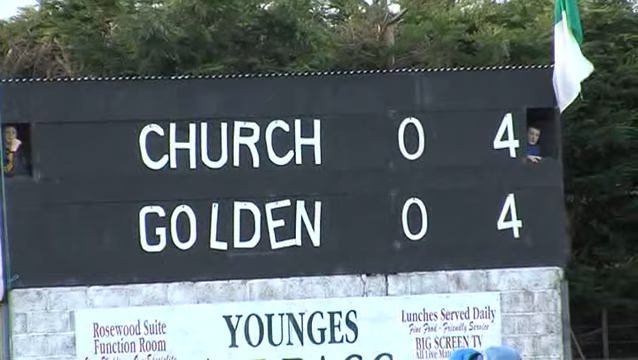 CHURCH 0 4
GOLDEN 0 4
Rosewood Suite
Function Room
YOUNGES
Lunches Served Daily
Fine Food - Friendly Service
BIG SCREEN TV